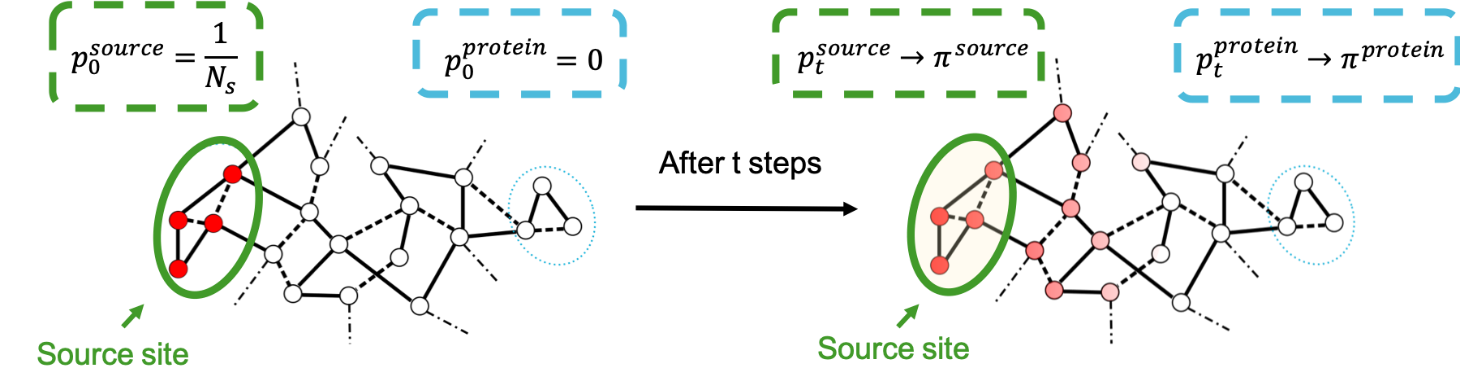 p_0^{source} = \frac{1}{N_s}
p_0^{protein} = 0
p_t^{source} → π^{source}
p_t^{protein} → π^{protein}
After t steps
Source site
Source site